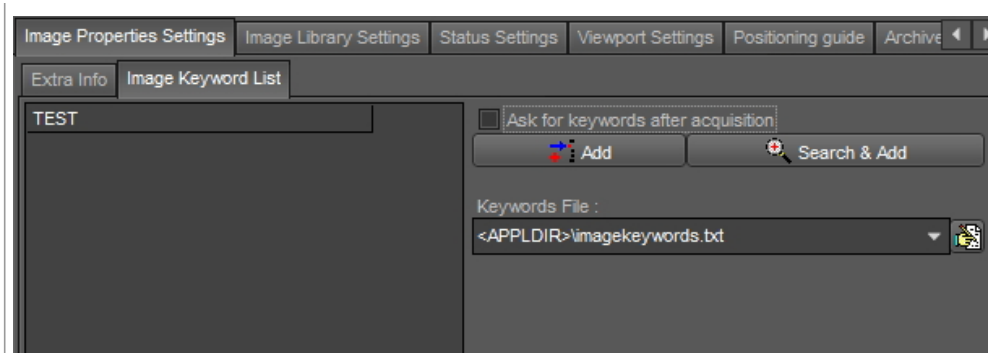 Image Properties Settings Image Library Settings Status Settings Viewport Settings Positioning guide Archive
Extra Info Image Keyword List
TEST
Ask for keywords after acquisition
Add Search & Add
Keywords File :
<APPLDIR>\imagekeywords.txt